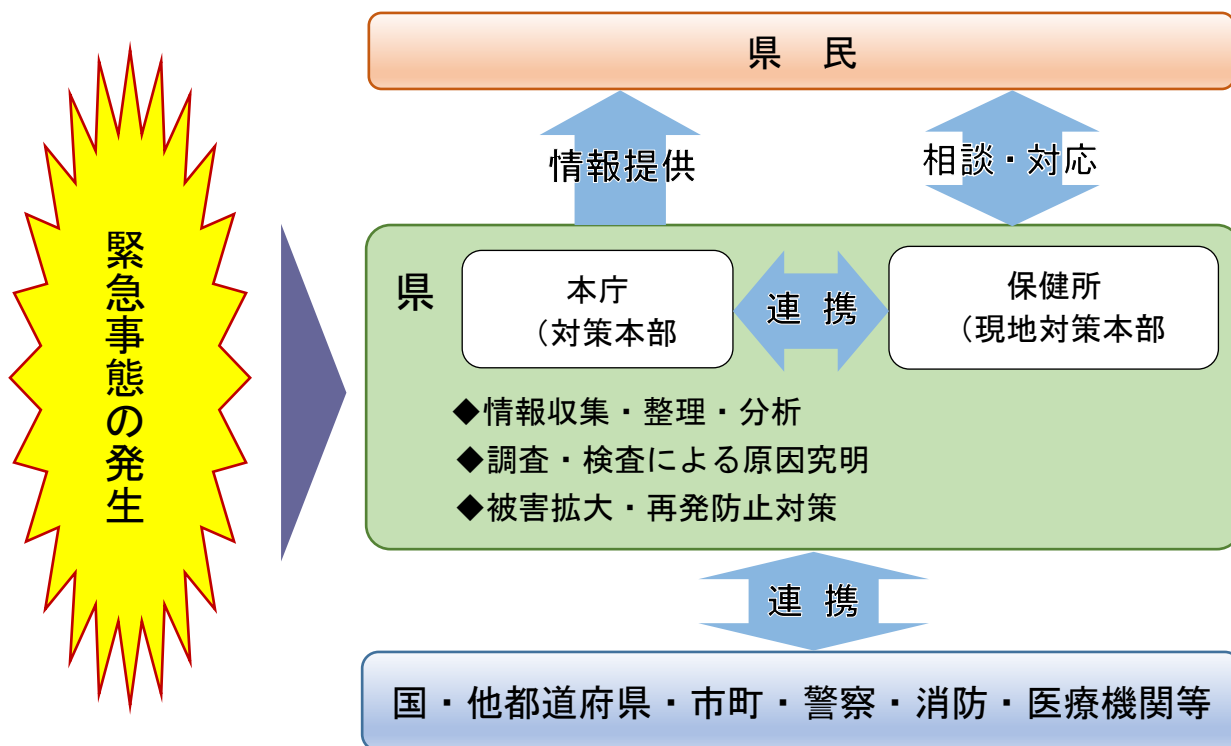 県　民
情報提供
相談・対応
緊急事態の発生
県
本庁
（対策本部
連 携
保健所
（現地対策本部
◆情報収集・整理・分析
◆調査・検査による原因究明
◆被害拡大・再発防止対策
連 携
国・他都道府県・市町・警察・消防・医療機関等